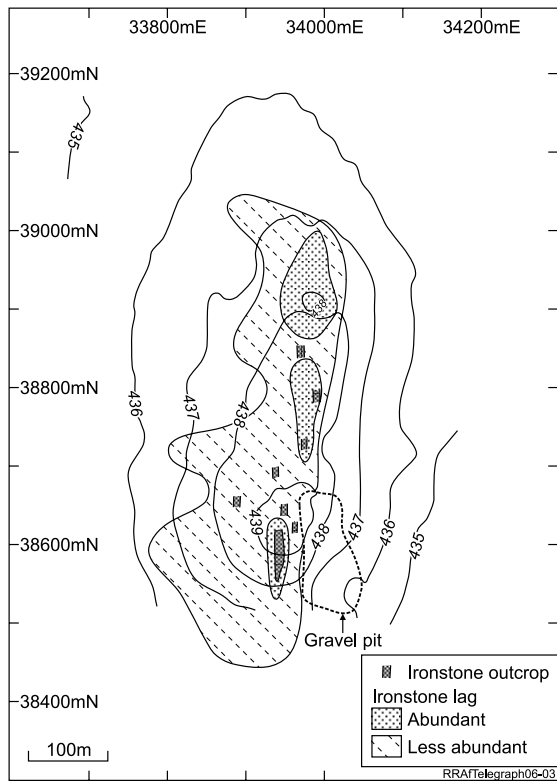 33800mE 34000mE 34200mE
39200mN
435
39000mN
436
38800mN
436
437
438
439
38600mN
438
437
436
435
Gravel pit
38400mN
100m
Ironstone outcrop
Ironstone lag
Abundant
Less abundant
RRAfTelegraph06-03